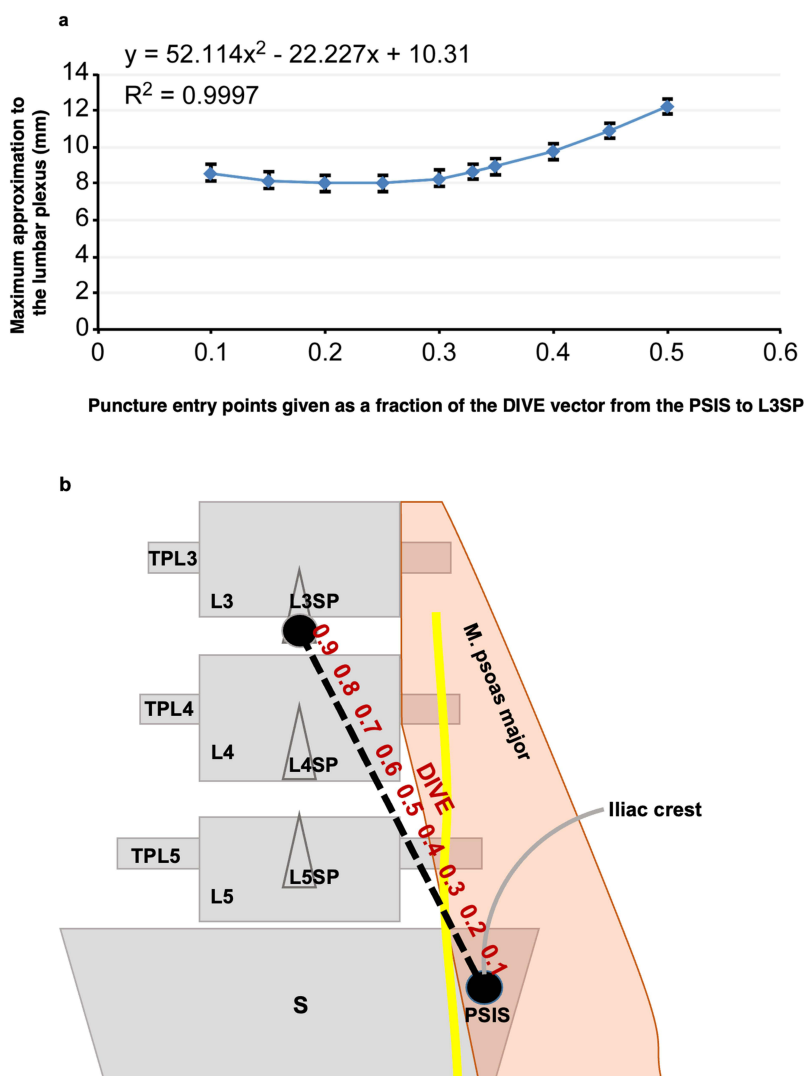 a
y = 52.114x² - 22.227x + 10.31
R² = 0.9997
Maximum approximation to
the lumbar plexus (mm)
14
12
10
8
6
4
2
0
0 0.1 0.2 0.3 0.4 0.5 0.6
Puncture entry points given as a fraction of the DIVE vector from the PSIS to L3SP
b
TPL3
L3
L3SP
0.9
0.8
0.7
0.6
0.5
0.4
0.3
0.2
0.1
M. psoas major
TPL4
L4
L4SP
DIVE
Iliac crest
TPL5
L5
L5SP
S
PSIS